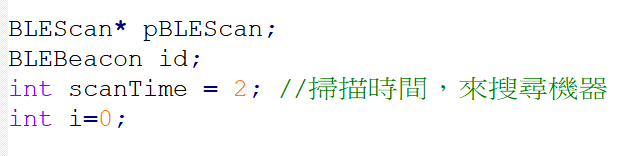 BLEScan* pBLEScan;
BLEBeacon id;
int scanTime = 2; //掃描時間，來搜尋機器
int i=0;